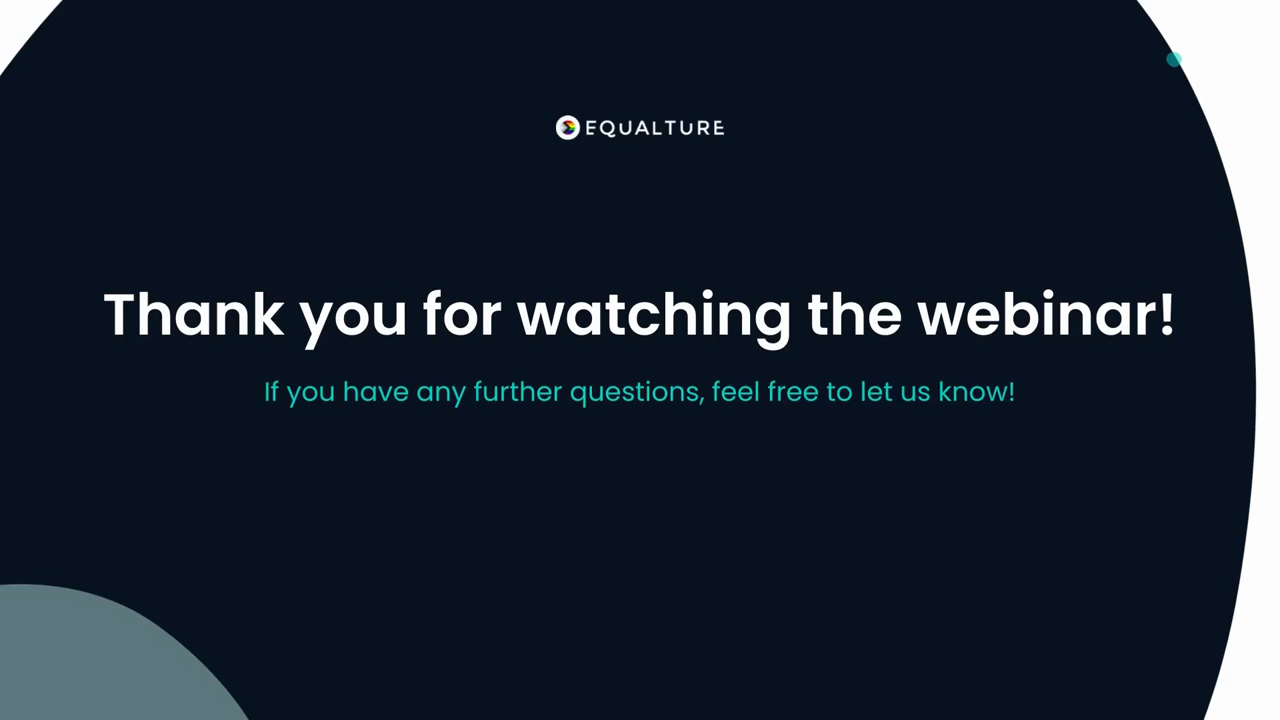 EQUALTURE
Thank you for watching the webinar!
If you have any further questions, feel free to let us know!